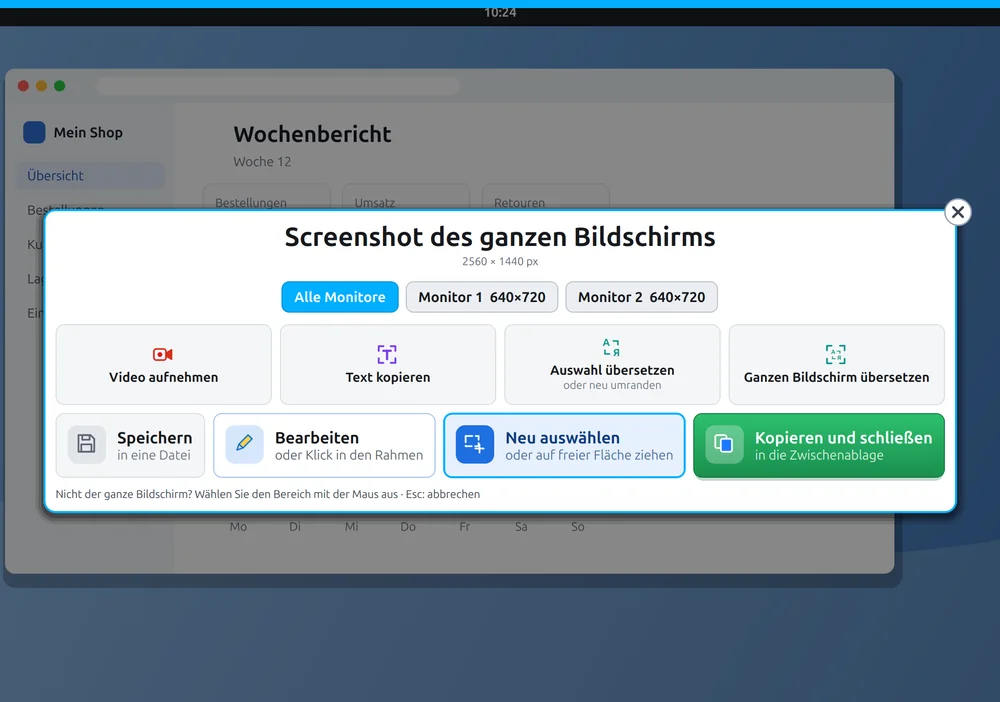 10:24
Mein Shop
Wochenbericht
Woche 12
Übersicht
Bestellungen
Umsatz
Retouren
Bestellungen
Screenshot des ganzen Bildschirms
2560 × 1440 px
Alle Monitore
Monitor 1 640×720
Monitor 2 640×720
Video aufnehmen
Text kopieren
Auswahl übersetzen
oder neu umranden
Ganzen Bildschirm übersetzen
Speichern
in eine Datei
Bearbeiten
oder Klick in den Rahmen
Neu auswählen
oder auf freier Fläche ziehen
Kopieren und schließen
in die Zwischenablage
Nicht der ganze Bildschirm? Wählen Sie den Bereich mit der Maus aus · Esc: abbrechen
Mo Di Mi Do Fr Sa So